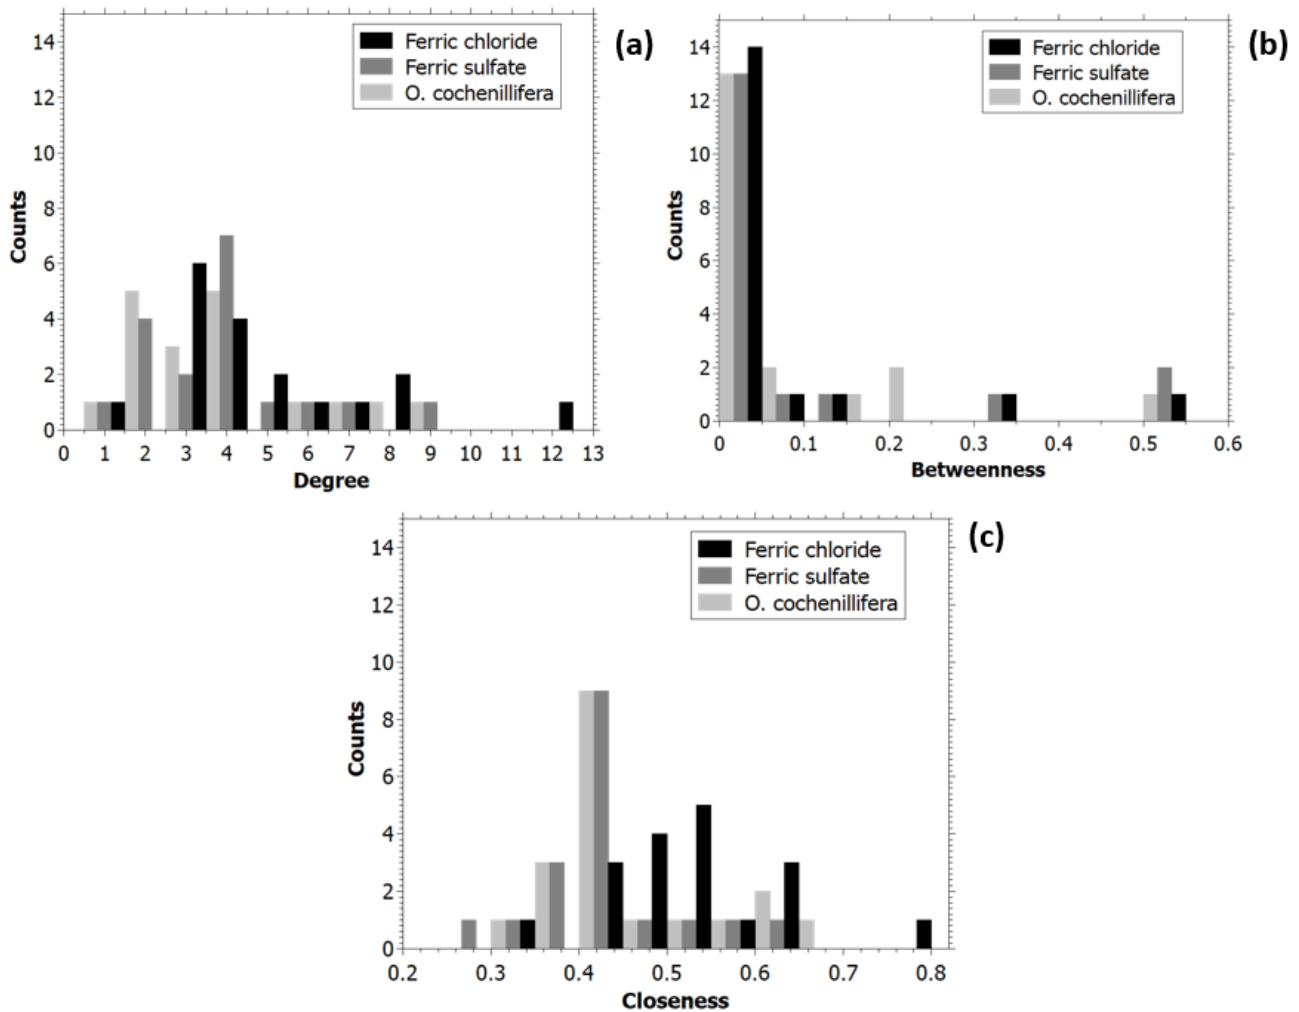 (a)
14
12
10
8
6
4
2
0
Counts
Ferric chloride
Ferric sulfate
O. cochenillifera
0 1 2 3 4 5 6 7 8 9 10 11 12 13
Degree
(b)
14
12
10
8
6
4
2
0
Counts
Ferric chloride
Ferric sulfate
O. cochenillifera
0 0.1 0.2 0.3 0.4 0.5 0.6
Betweenness
(c)
14
12
10
8
6
4
2
0
Counts
Ferric chloride
Ferric sulfate
O. cochenillifera
0.2 0.3 0.4 0.5 0.6 0.7 0.8
Closeness